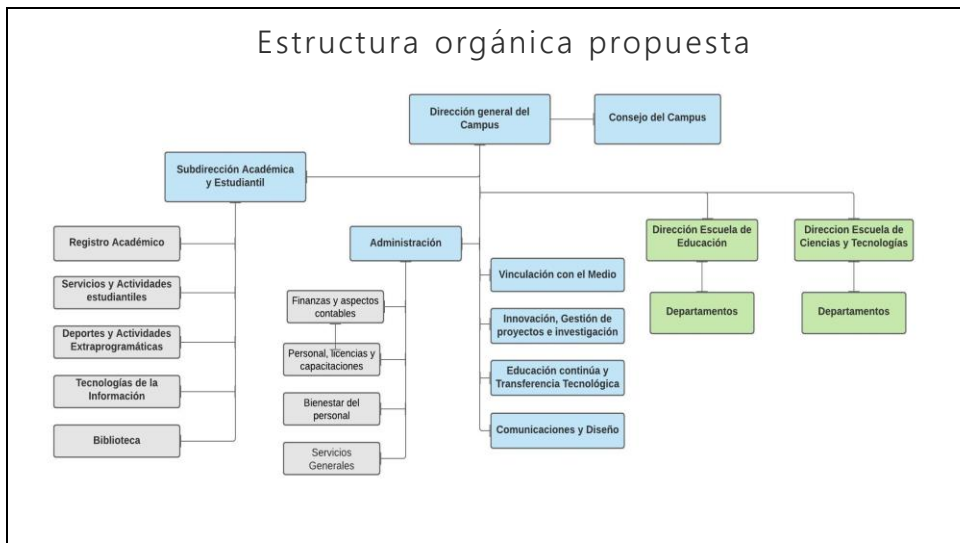 Estructura orgánica propuesta
Dirección general del
Campus
Consejo del Campus
Subdirección Académica
y Estudiantil
Registro Académico
Servicios y Actividades
estudiantiles
Deportes y Actividades
Extraprogramáticas
Tecnologías de la
Información
Biblioteca
Administración
Finanzas y aspectos
contables
Personal, licencias y
capacitaciones
Bienestar del
personal
Servicios
Generales
Vinculación con el Medio
Innovación, Gestión de
proyectos e investigación
Educación continúa y
Transferencia Tecnológica
Comunicaciones y Diseño
Dirección Escuela de
Educación
Departamentos
Direccion Escuela de
Ciencias y Tecnologías
Departamentos